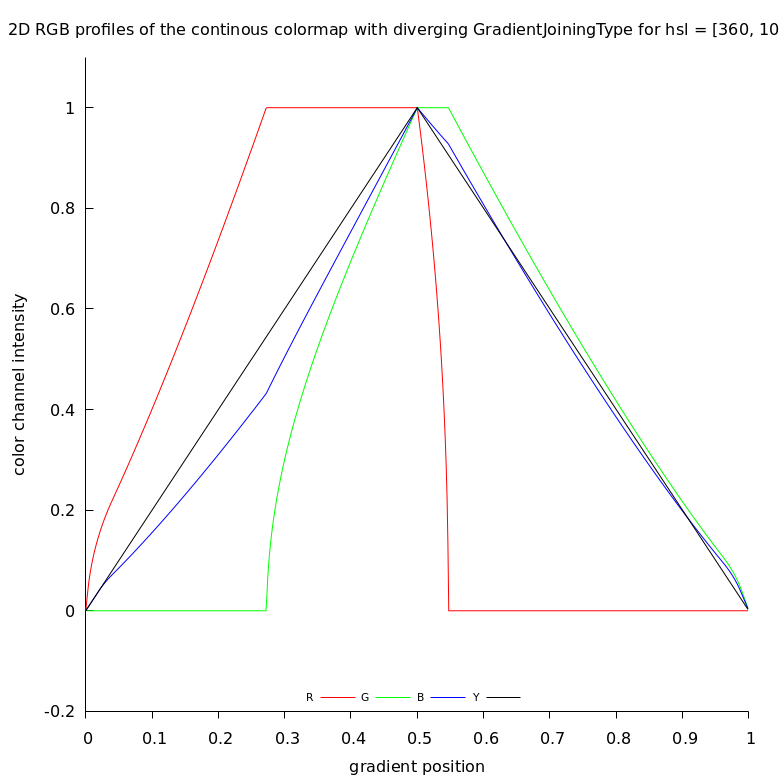 2D RGB profiles of the continous colormap with diverging GradientJoiningType for hsl = [360, 10
1
0.8
0.6
0.4
0.2
0
-0.2
color channel intensity
R G B Y
0 0.1 0.2 0.3 0.4 0.5 0.6 0.7 0.8 0.9 1
gradient position